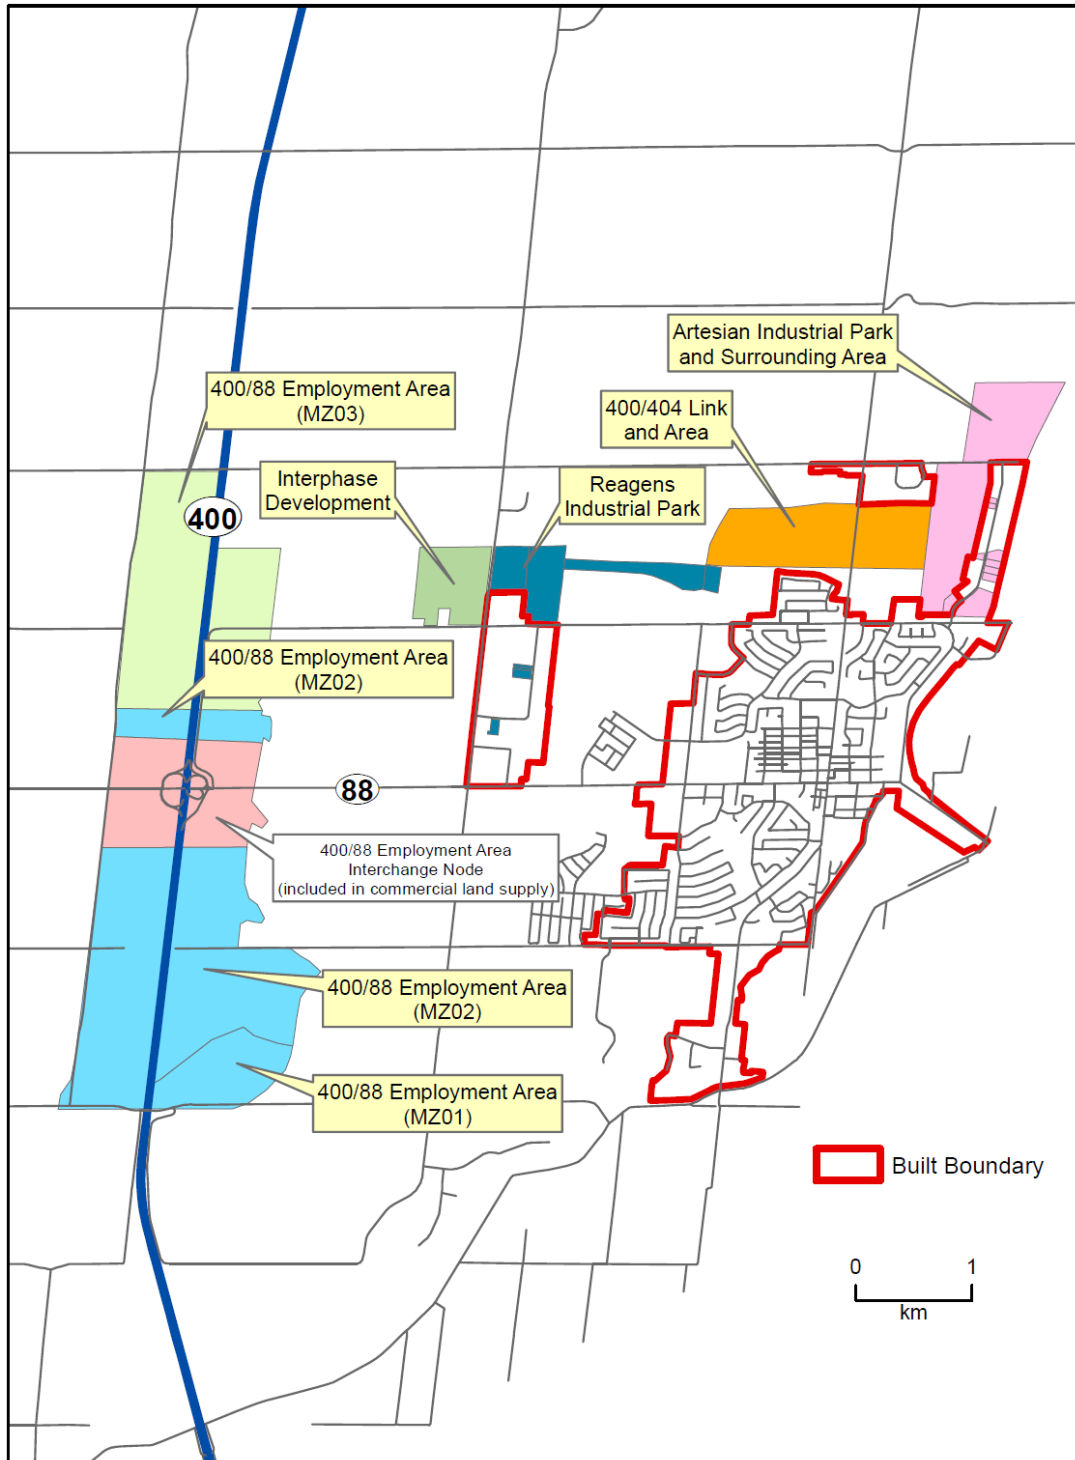 Artesian Industrial Park
and Surrounding Area
400/88 Employment Area
(MZ03)
400/404 Link
and Area
Interphase
Development
Reagens
Industrial Park
400
400/88 Employment Area
(MZ02)
88
400/88 Employment Area
Interchange Node
(included in commercial land supply)
400/88 Employment Area
(MZ02)
400/88 Employment Area
(MZ01)
Built Boundary
0 1
km